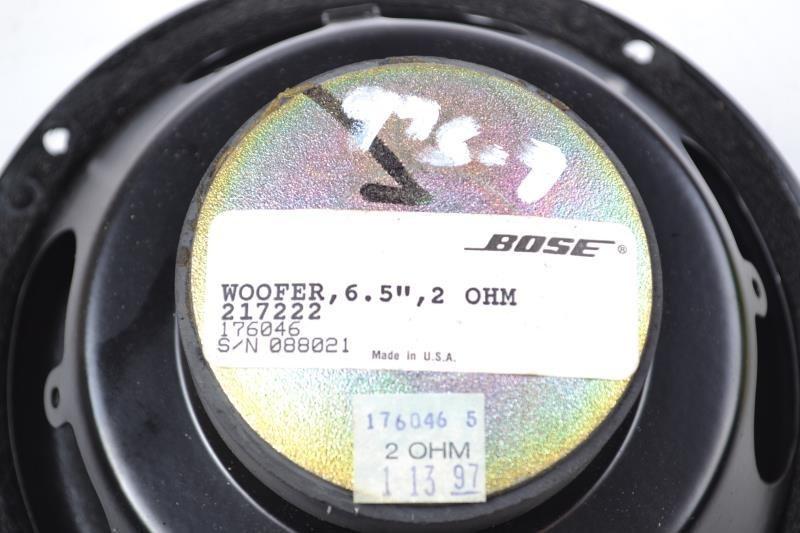 BOSE®
WOOFER,6.5",2 OHM
217222
176046
S/N 088021
Made in U.S.A.
176046 5
2 OHM
1 13 97